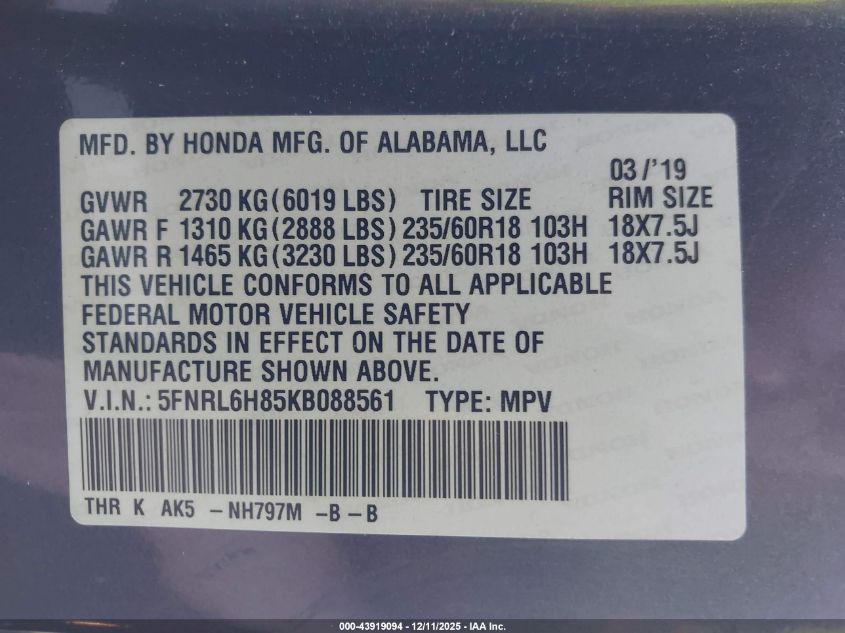 MFD. BY HONDA MFG. OF ALABAMA, LLC
03/'19
GVWR 2730 KG(6019 LBS) TIRE SIZE RIM SIZE
GAWR F 1310 KG(2888 LBS) 235/60R18 103H 18X7.5J
GAWR R 1465 KG(3230 LBS) 235/60R18 103H 18X7.5J
THIS VEHICLE CONFORMS TO ALL APPLICABLE
FEDERAL MOTOR VEHICLE SAFETY
STANDARDS IN EFFECT ON THE DATE OF
MANUFACTURE SHOWN ABOVE.
V.I.N.: 5FNRL6H85KB088561 TYPE: MPV
THR K AK5 -NH797M -B-B
000-43919094 - 12/11/2025 - IAA Inc.